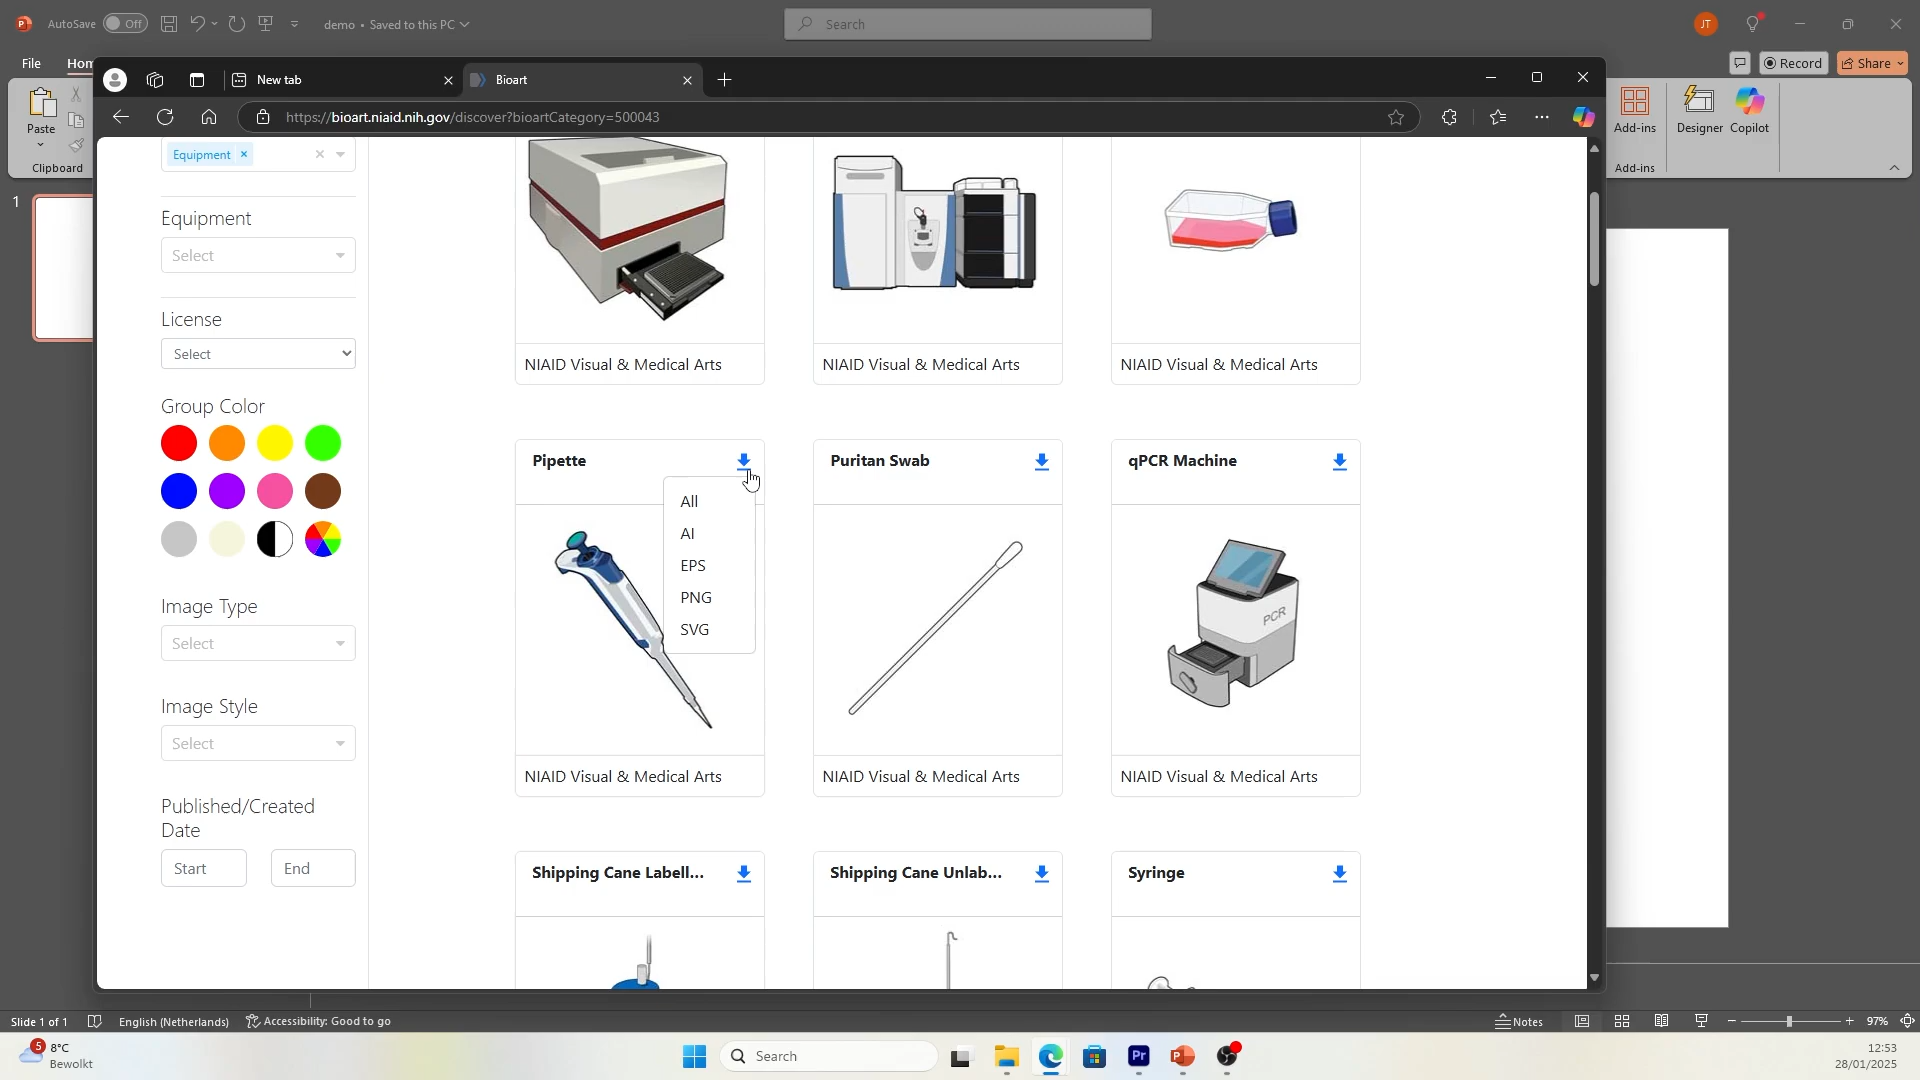 AutoSave Off demo • Saved to this PC Search JT
File Hom Record Share
New tab Bioart
https://bioart.niaid.nih.gov/discover?bioartCategory=500043
Paste
Clipboard
Add-ins Designer Copilot
Add-ins
1
Equipment ×
Equipment
Select
License
Select
Group Color
Image Type
Select
Image Style
Select
Published/Created
Date
Start End
NIAID Visual & Medical Arts NIAID Visual & Medical Arts NIAID Visual & Medical Arts
Pipette Puritan Swab qPCR Machine
All
AI
EPS
PNG
SVG
PCR
NIAID Visual & Medical Arts NIAID Visual & Medical Arts NIAID Visual & Medical Arts
Shipping Cane Labell... Shipping Cane Unlab... Syringe
Slide 1 of 1 English (Netherlands) Accessibility: Good to go Notes 97%
5 8°C
Bewolkt
Search
Pr
12:53
28/01/2025